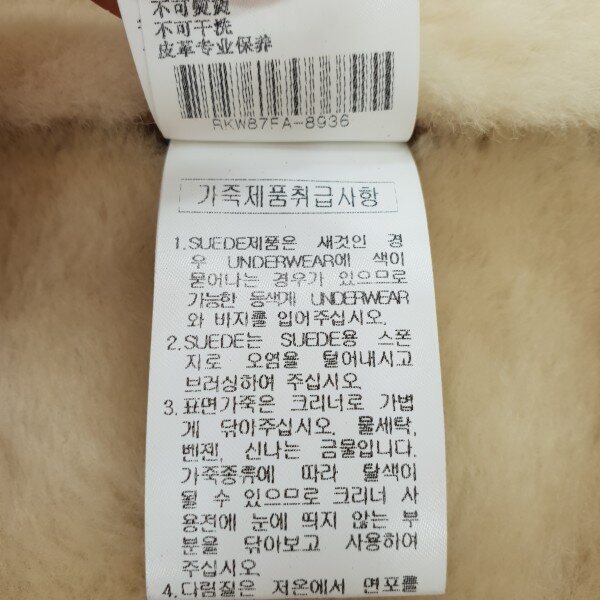 不可熨烫
不可干洗
皮革专业保养
RKW87FA-8936
가죽제품취급사항
1.SUEDE제품은 새것인 경
우 UNDERWEAR에 색이
묻어나는 경우가 있으므로
가능한 동색계 UNDERWEAR
와 바지를 입어주십시오.
2.SUEDE는 SUEDE용 스폰
지로 오염을 털어내시고
브러싱하여 주십시오.
3.표면가죽은 크리너로 가볍
게 닦아주십시오. 물세탁,
벤젠, 신나는 금물입니다.
가죽종류에 따라 탈색이
될 수 있으므로 크리너 사
용전에 눈에 띄지 않는 부
분을 닦아보고 사용하여
주십시오.
4.다림질은 저온에서 면포를